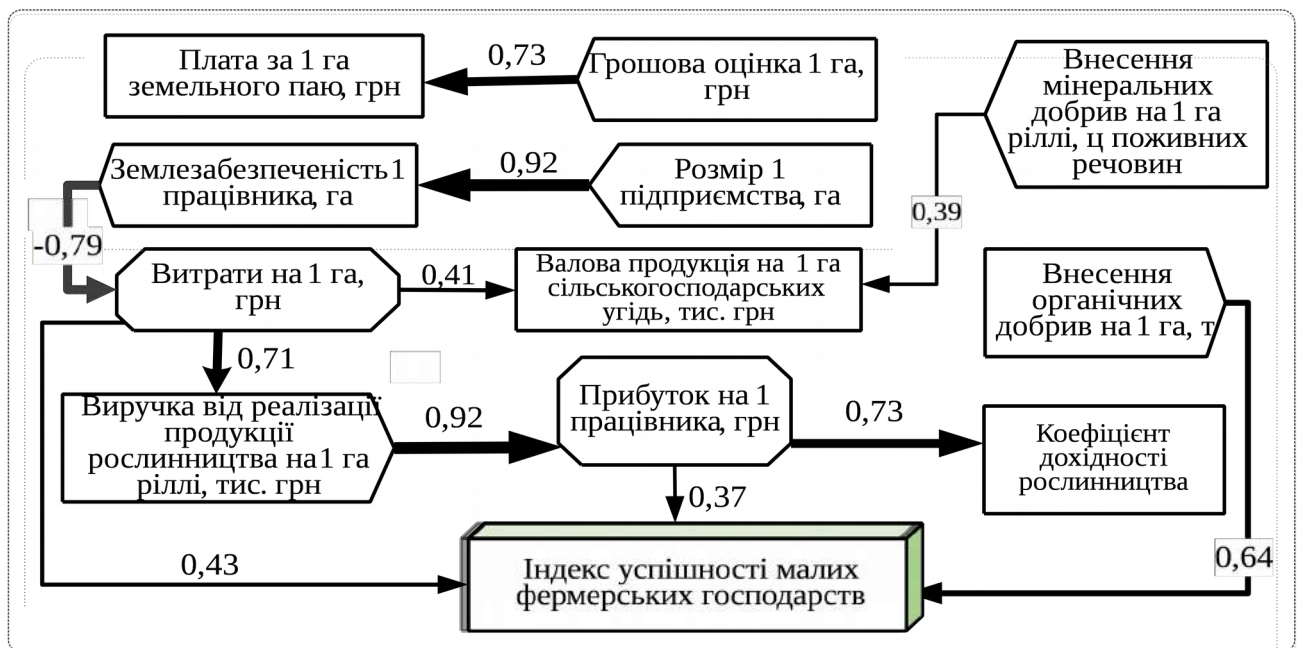 Плата за 1 га
земельного паю, грн
0,73
Грошова оцінка 1 га,
грн
Внесення
мінеральних
добрив на 1 га
ріллі, ц поживних
речовин
Землезабезпеченість 1
працівника, га
0,92
Розмір 1
підприємства, га
0,39
-0,79
Витрати на 1 га,
грн
0,41
Валова продукція на 1 га
сільськогосподарських
угідь, тис. грн
Внесення
органічних
добрив на 1 га, т
0,71
Виручка від реалізації
продукції
рослинництва на 1 га
ріллі, тис. грн
0,92
Прибуток на 1
працівника, грн
0,73
Коефіцієнт
дохідності
рослинництва
0,37
0,43
Індекс успішності малих
фермерських господарств
0,64